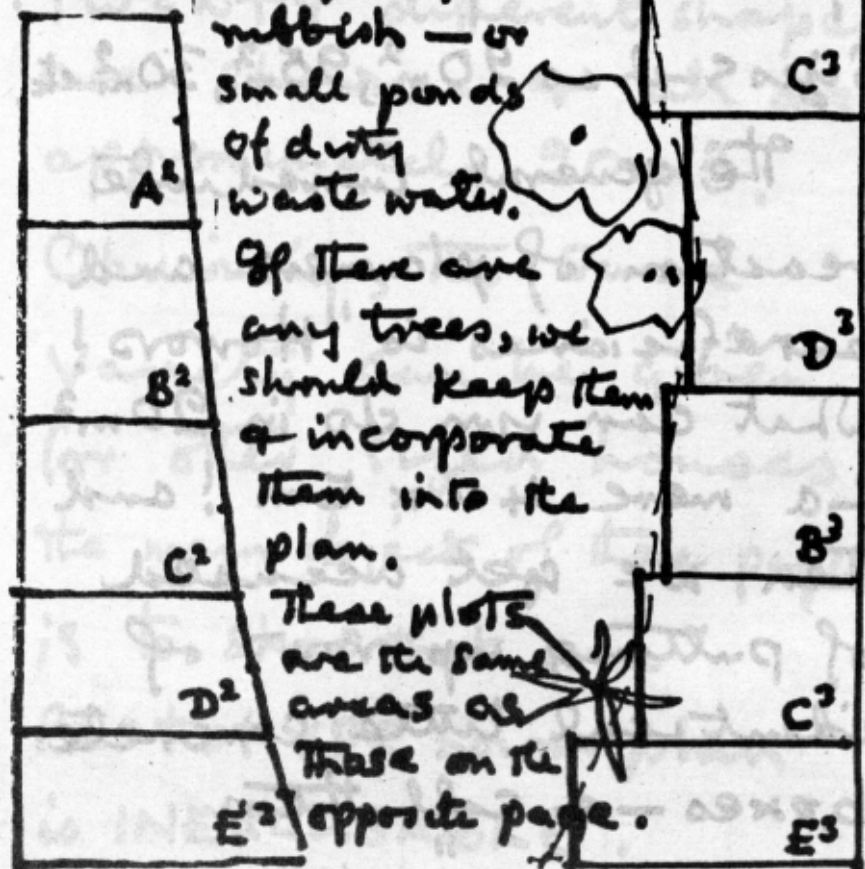 rubbish — or
small ponds
of dirty
waste water.
If there are
any trees, we
should keep them
& incorporate
them into the
plan.
These plots
are the same
areas as
those on the
opposite page.
A²
B²
C²
D²
E²
C³
D³
B³
C³
E³